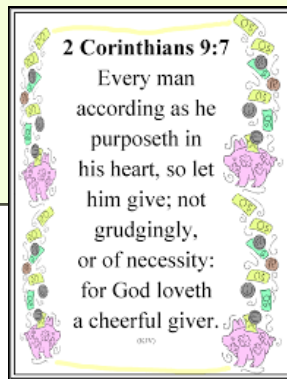 2 Corinthians 9:7
Every man
according as he
purposeth in
his heart, so let
him give; not
grudgingly,
or of necessity:
for God loveth
a cheerful giver.
(KJV)